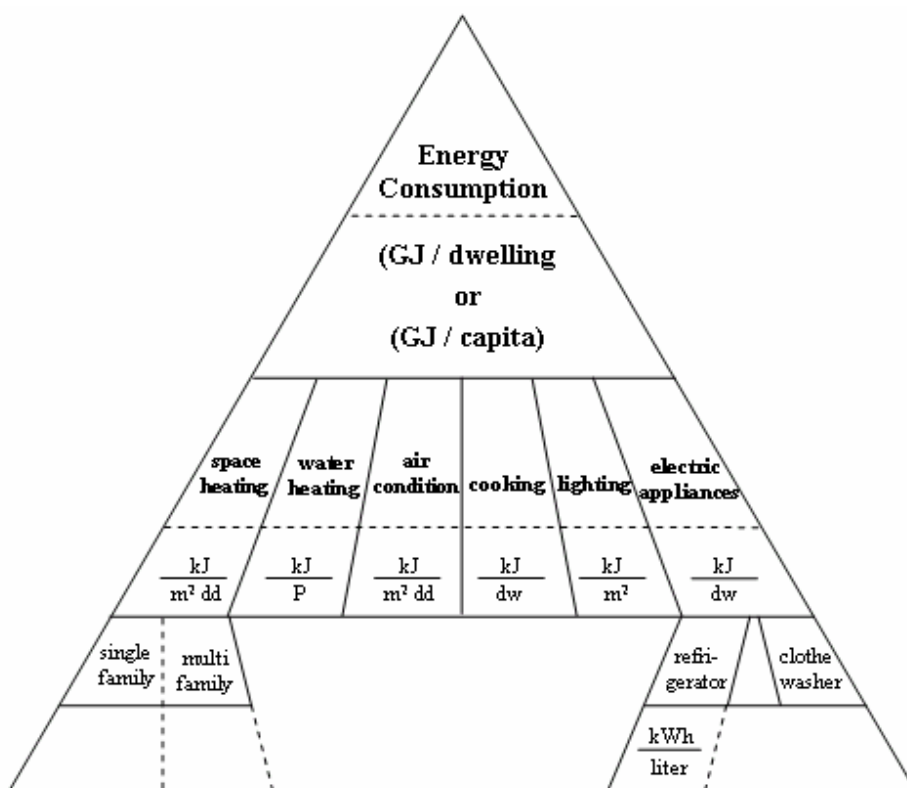 Energy
Consumption
(GJ / dwelling
or
(GJ / capita)
space
heating
water
heating
air
condition
cooking
lighting
electric
appliances
kJ
m² dd
kJ
P
kJ
m² dd
kJ
dw
kJ
m²
kJ
dw
single
family
multi
family
refri-
gerator
clothe
washer
kWh
liter